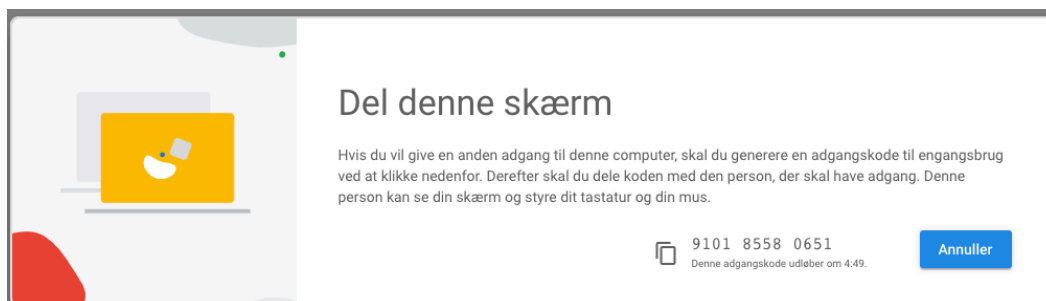 Del denne skærm
Hvis du vil give en anden adgang til denne computer, skal du generere en adgangskode til engangsbrug
ved at klikke nedenfor. Derefter skal du dele koden med den person, der skal have adgang. Denne
person kan se din skærm og styre dit tastatur og din mus.
9101 8558 0651
Annuller
Denne adgangskode udløber om 4:49.